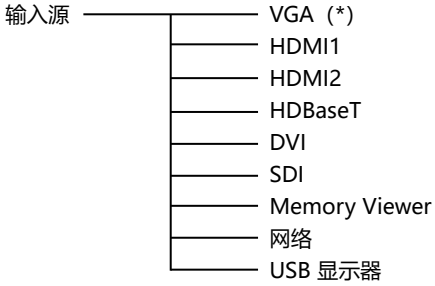 输入源
VGA（*）
HDMI1
HDMI2
HDBaseT
DVI
SDI
Memory Viewer
网络
USB 显示器